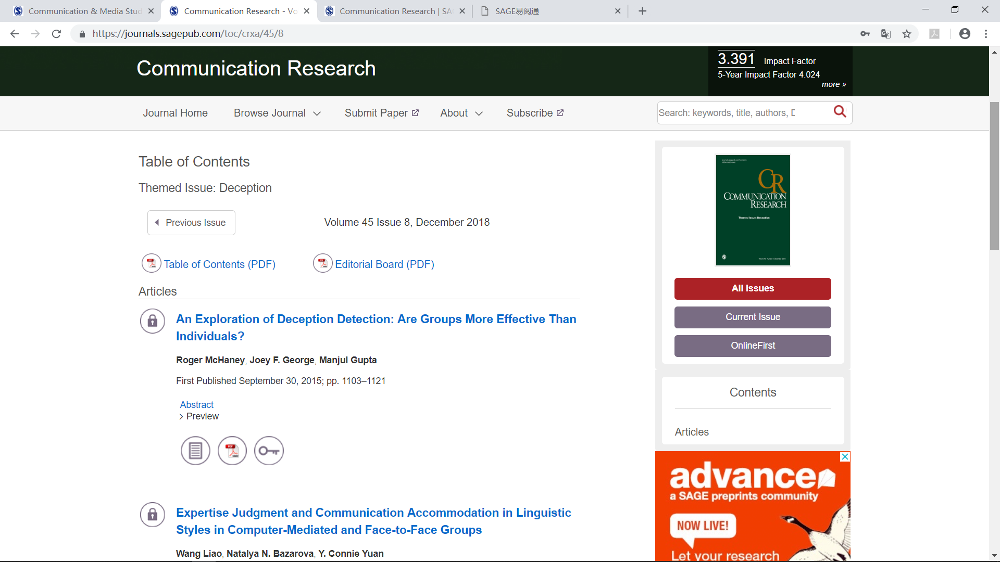 Communication & Media Stud
Communication Research - Vo
Communication Research | SA
SAGE易阅通
https://journals.sagepub.com/toc/crxa/45/8
Communication Research
3.391 Impact Factor
5-Year Impact Factor 4.024
more »
Journal Home
Browse Journal
Submit Paper
About
Subscribe
Search: keywords, title, authors, D
Table of Contents
Themed Issue: Deception
Previous Issue
Volume 45 Issue 8, December 2018
Table of Contents (PDF)
Editorial Board (PDF)
Articles
An Exploration of Deception Detection: Are Groups More Effective Than
Individuals?
Roger McHaney, Joey F. George, Manjul Gupta
First Published September 30, 2015; pp. 1103–1121
Abstract
> Preview
Expertise Judgment and Communication Accommodation in Linguistic
Styles in Computer-Mediated and Face-to-Face Groups
Wang Liao, Natalya N. Bazarova, Y. Connie Yuan
CR
COMMUNICATION
RESEARCH
Themed Issue: Deception
All Issues
Current Issue
OnlineFirst
Contents
Articles
advance
a SAGE preprints community
NOW LIVE!
Let your research